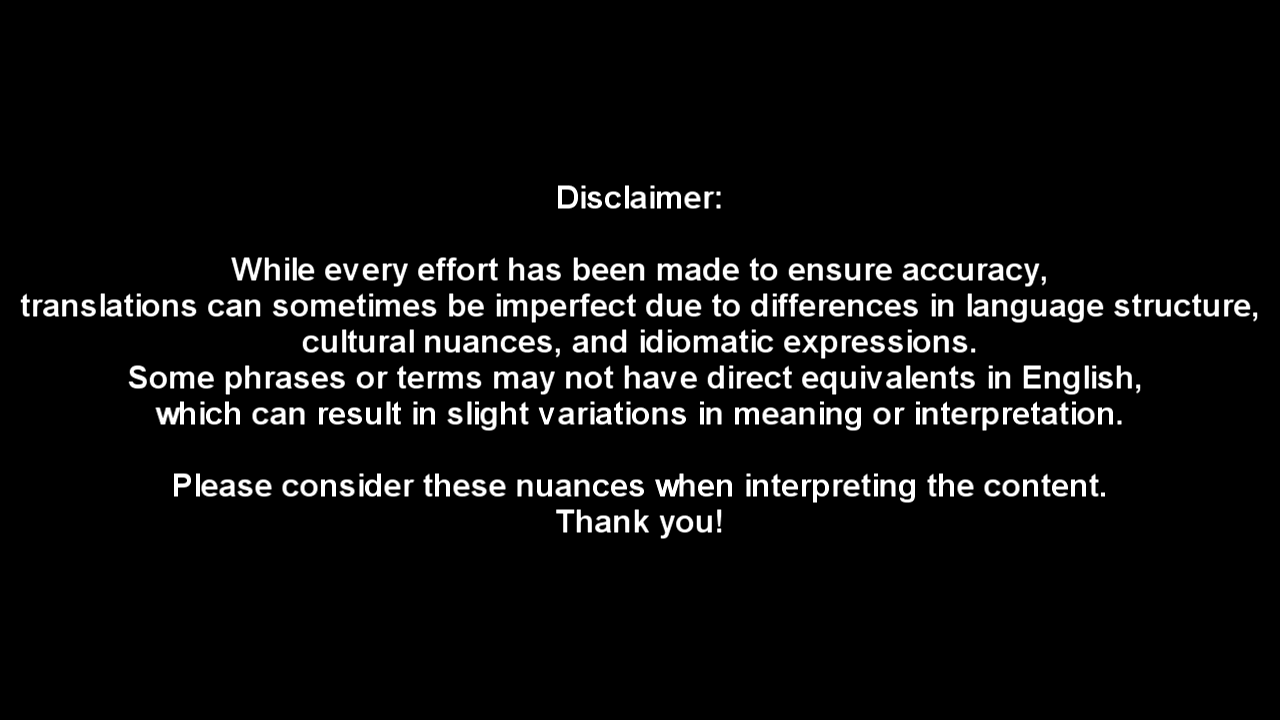 Disclaimer:
While every effort has been made to ensure accuracy,
translations can sometimes be imperfect due to differences in language structure,
cultural nuances, and idiomatic expressions.
Some phrases or terms may not have direct equivalents in English,
which can result in slight variations in meaning or interpretation.
Please consider these nuances when interpreting the content.
Thank you!